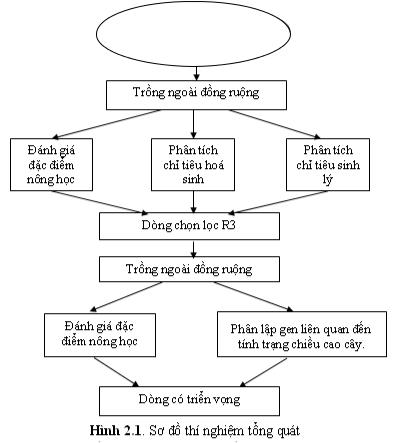 Trồng ngoài đồng ruộng
Đánh giá
đặc điểm
nông học
Phân tích
chỉ tiêu hoá
sinh
Phân tích
chỉ tiêu sinh
lý
Dòng chọn lọc R3
Trồng ngoài đồng ruộng
Đánh giá đặc
điểm nông học
Phân lập gen liên quan đến
tính trạng chiều cao cây.
Dòng có triển vọng
Hình 2.1. Sơ đồ thí nghiệm tổng quát